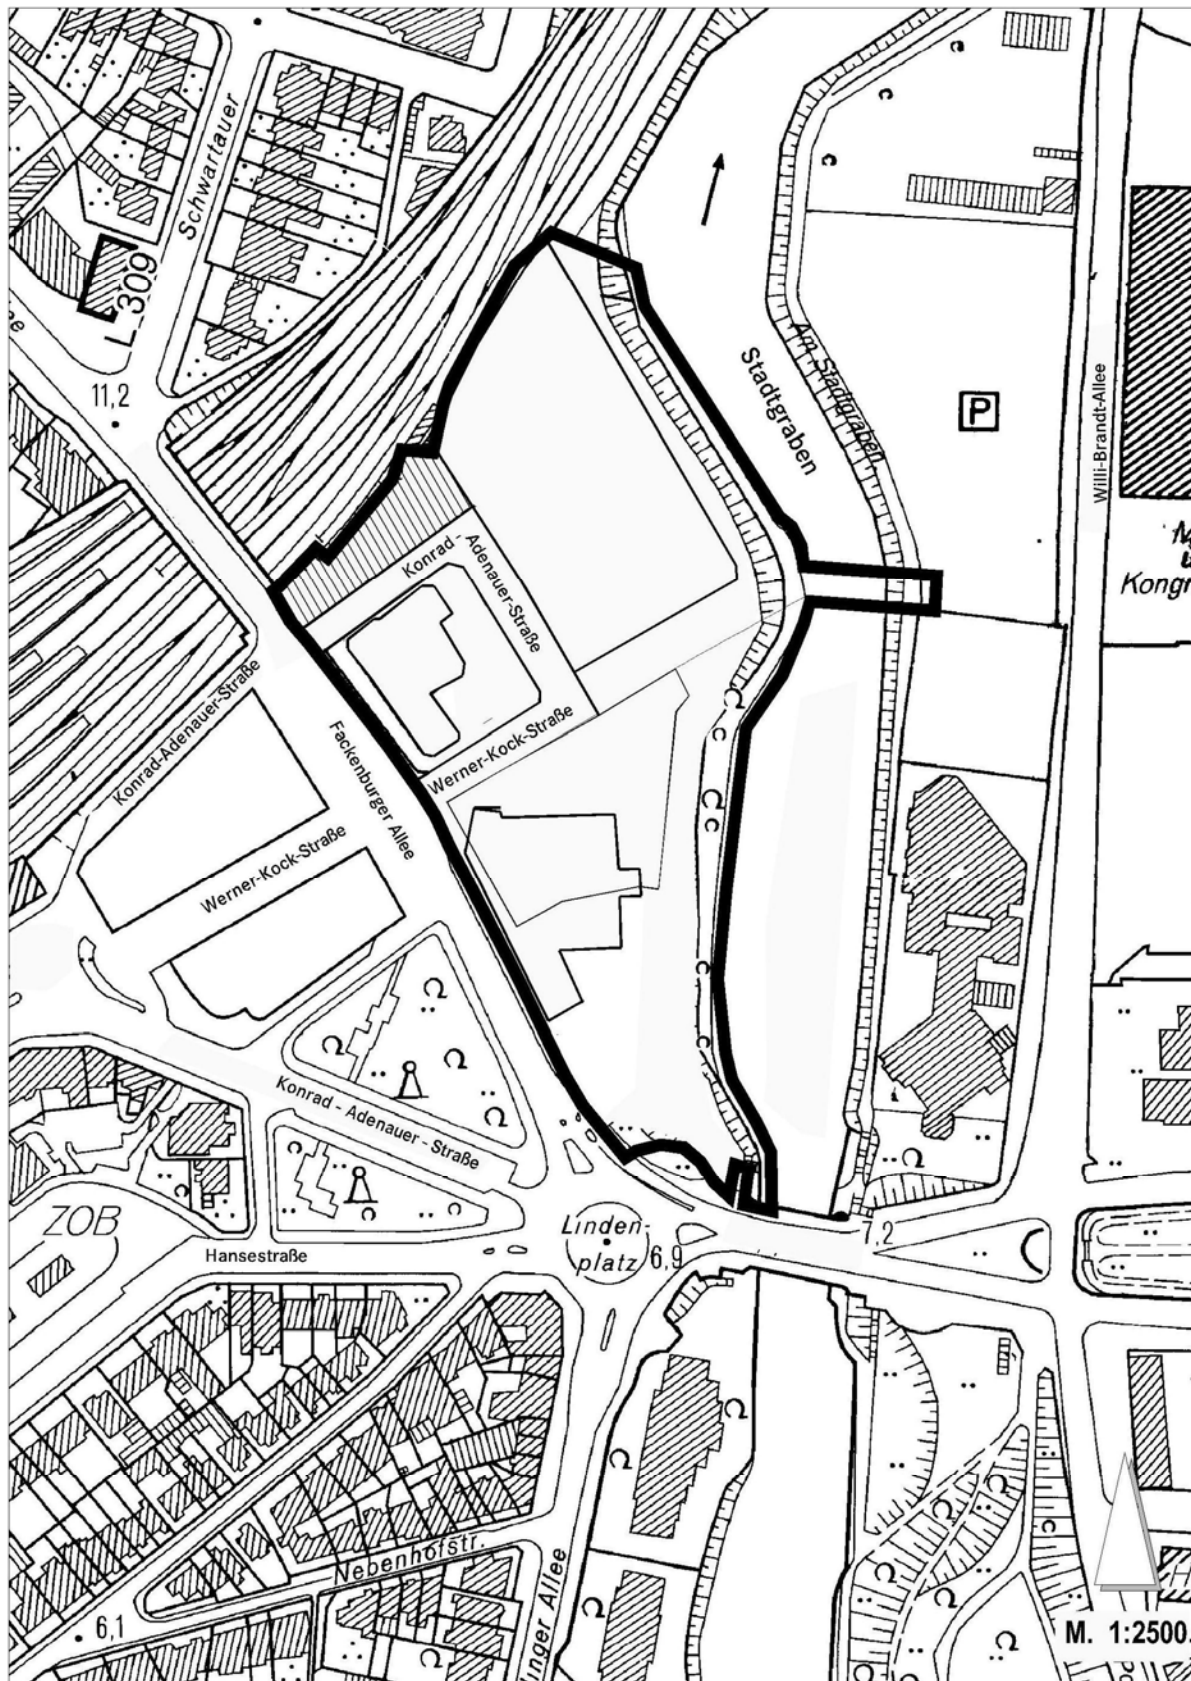 Schwartauer
L 309
11,2
Stadtgraben
Am Stadtgraben
P
Willi-Brandt-Allee
Konrad-
Adenauer-Straße
Kongr
Konrad-Adenauer-Straße
Fackenburger Allee
Werner-Kock-Straße
Werner-Kock-Straße
Konrad - Adenauer - Straße
ZOB
Hansestraße
Linden-
platz
6,9
7,2
Nebenhofstr.
inger Allee
6,1
M. 1:2500.